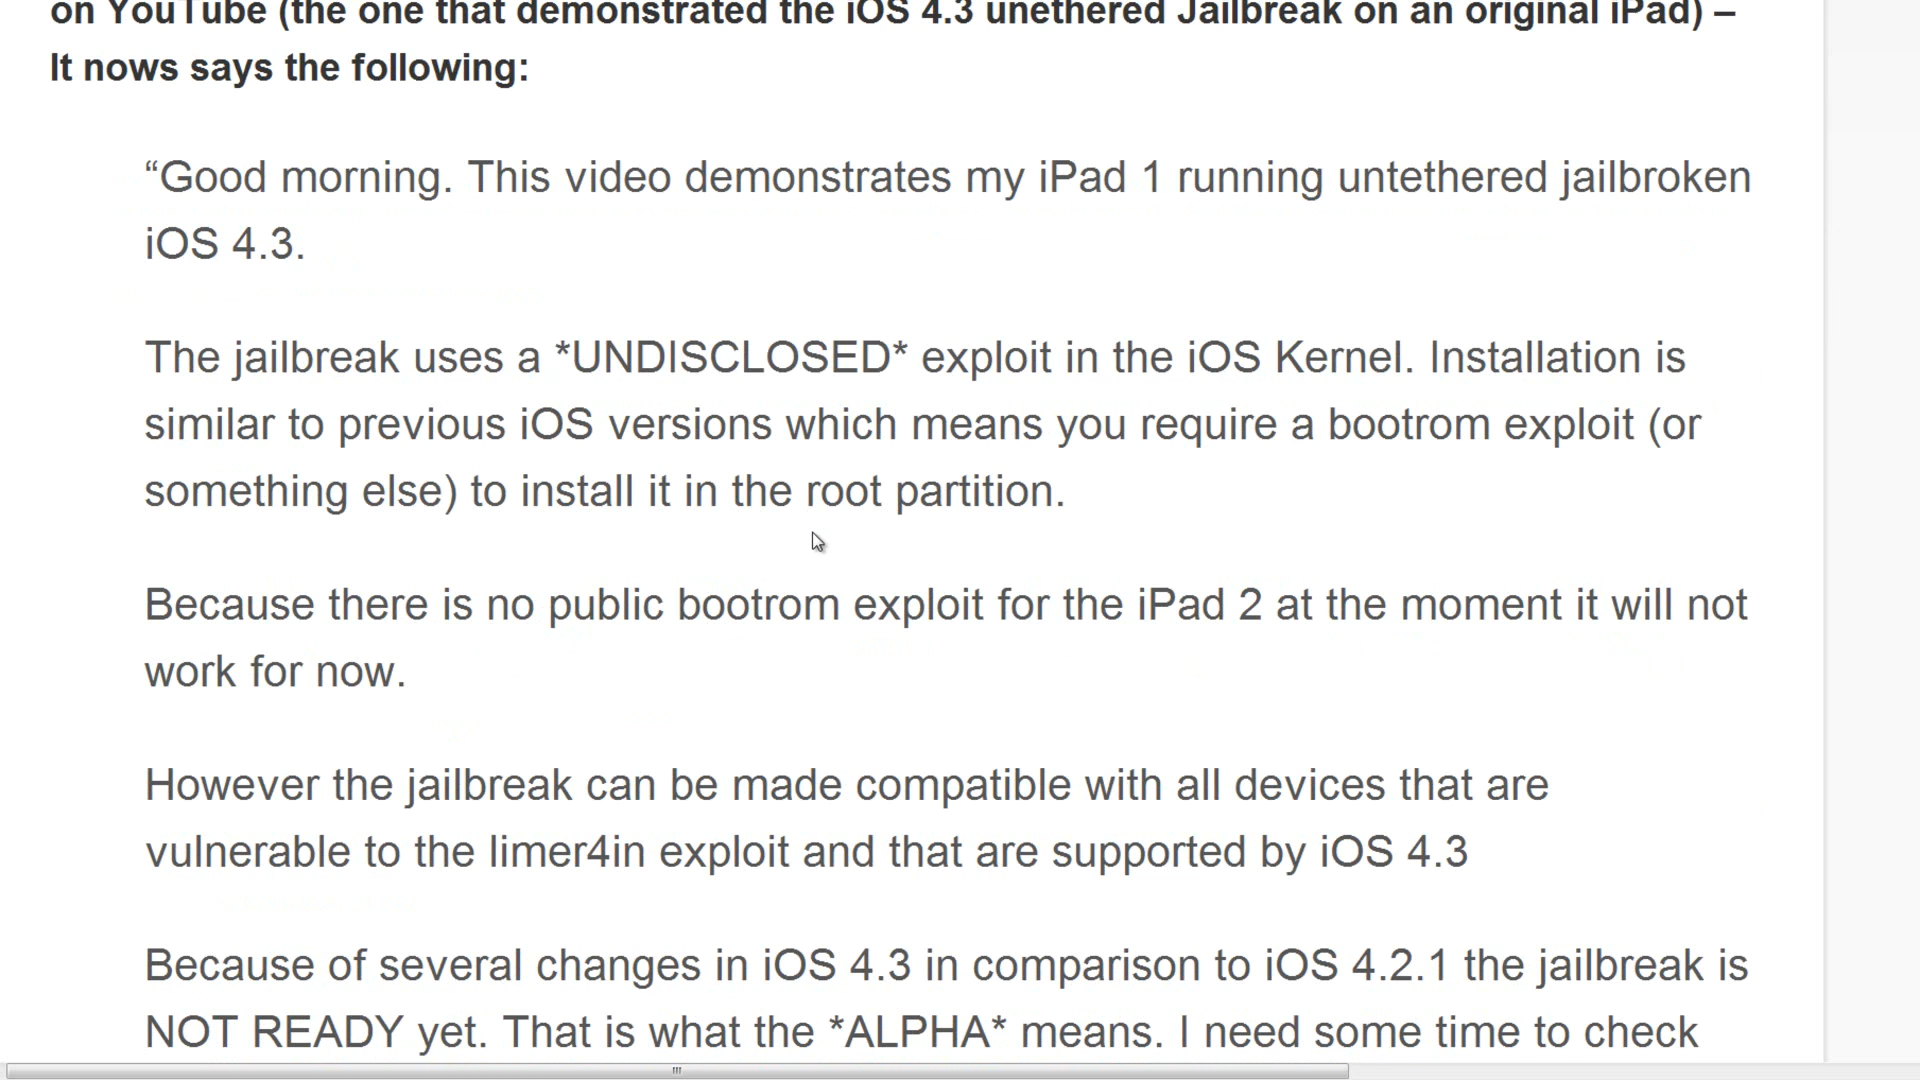 on YouTube (the one that demonstrated the iOS 4.3 unethered Jailbreak on an original iPad) –
It nows says the following:
“Good morning. This video demonstrates my iPad 1 running untethered jailbroken
iOS 4.3.
The jailbreak uses a *UNDISCLOSED* exploit in the iOS Kernel. Installation is
similar to previous iOS versions which means you require a bootrom exploit (or
something else) to install it in the root partition.
Because there is no public bootrom exploit for the iPad 2 at the moment it will not
work for now.
However the jailbreak can be made compatible with all devices that are
vulnerable to the limer4in exploit and that are supported by iOS 4.3
Because of several changes in iOS 4.3 in comparison to iOS 4.2.1 the jailbreak is
NOT READY yet. That is what the *ALPHA* means. I need some time to check